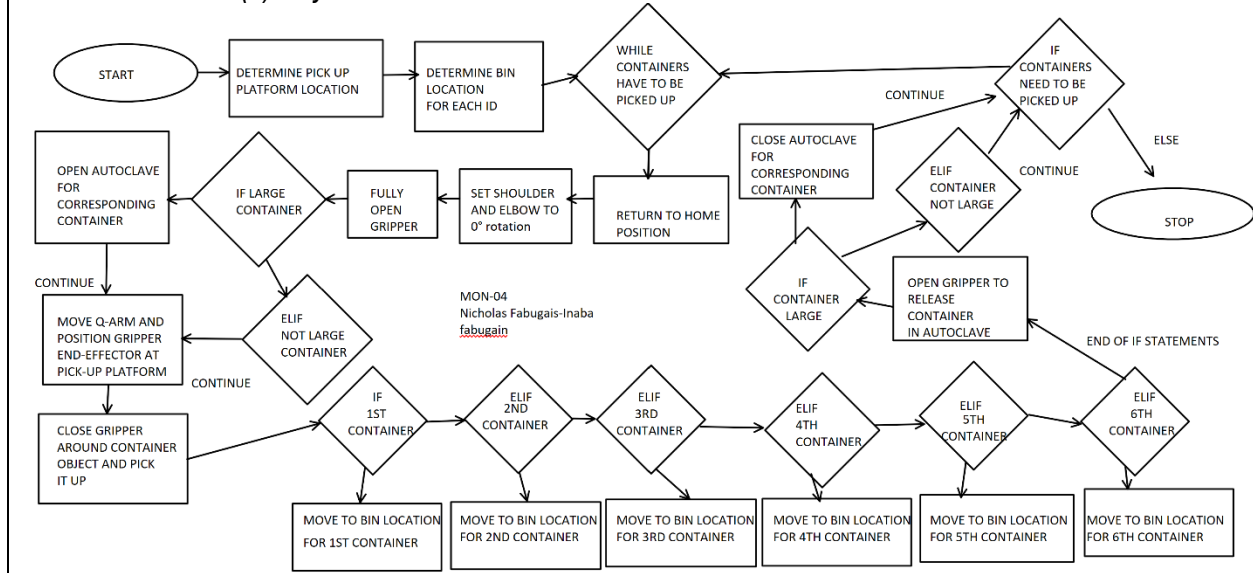 START
DETERMINE PICK UP
PLATFORM LOCATION
DETERMINE BIN
LOCATION
FOR EACH ID
WHILE
CONTAINERS
HAVE TO BE
PICKED UP
IF
CONTAINERS
NEED TO BE
PICKED UP
CONTINUE
ELSE
STOP
CLOSE AUTOCLAVE
FOR
CORRESPONDING
CONTAINER
ELIF
CONTAINER
NOT LARGE
CONTINUE
OPEN AUTOCLAVE
FOR
CORRESPONDING
CONTAINER
IF LARGE
CONTAINER
FULLY
OPEN
GRIPPER
SET SHOULDER
AND ELBOW TO
0° rotation
RETURN TO HOME
POSITION
IF
CONTAINER
LARGE
OPEN GRIPPER TO
RELEASE
CONTAINER
IN AUTOCLAVE
CONTINUE
MOVE Q-ARM AND
POSITION GRIPPER
END-EFFECTOR AT
PICK-UP PLATFORM
ELIF
NOT LARGE
CONTAINER
CONTINUE
MON-04
Nicholas Fabugais-Inaba
fabugain
END OF IF STATEMENTS
CLOSE GRIPPER
AROUND CONTAINER
OBJECT AND PICK
IT UP
IF
1ST
CONTAINER
ELIF
2ND
CONTAINER
ELIF
3RD
CONTAINER
ELIF
4TH
CONTAINER
ELIF
5TH
CONTAINER
ELIF
6TH
CONTAINER
MOVE TO BIN LOCATION
FOR 1ST CONTAINER
MOVE TO BIN LOCATION
FOR 2ND CONTAINER
MOVE TO BIN LOCATION
FOR 3RD CONTAINER
MOVE TO BIN LOCATION
FOR 4TH CONTAINER
MOVE TO BIN LOCATION
FOR 5TH CONTAINER
MOVE TO BIN LOCATION
FOR 6TH CONTAINER